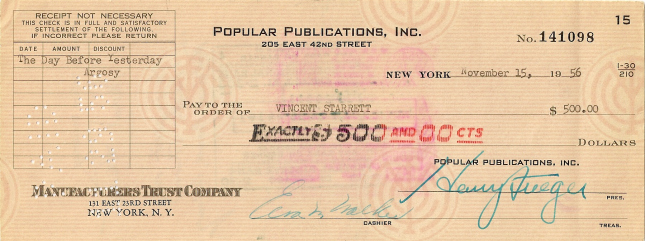 RECEIPT NOT NECESSARY
THIS CHECK IS IN FULL AND SATISFACTORY
SETTLEMENT OF THE FOLLOWING.
IF INCORRECT PLEASE RETURN
DATE AMOUNT DISCOUNT
The Day Before Yesterday
Argosy
15
POPULAR PUBLICATIONS, INC.
205 EAST 42ND STREET
No. 141098
NEW YORK November 15, 1956
1-30
210
PAY TO THE
ORDER OF VINCENT STARRETT $ 500.00
EXACTLY $ 500 AND 00 CTS
DOLLARS
POPULAR PUBLICATIONS, INC.
MANUFACTURERS TRUST COMPANY
131 EAST 23RD STREET
NEW YORK, N. Y.
Harry Steeger
PRES.
CASHIER
TREAS.